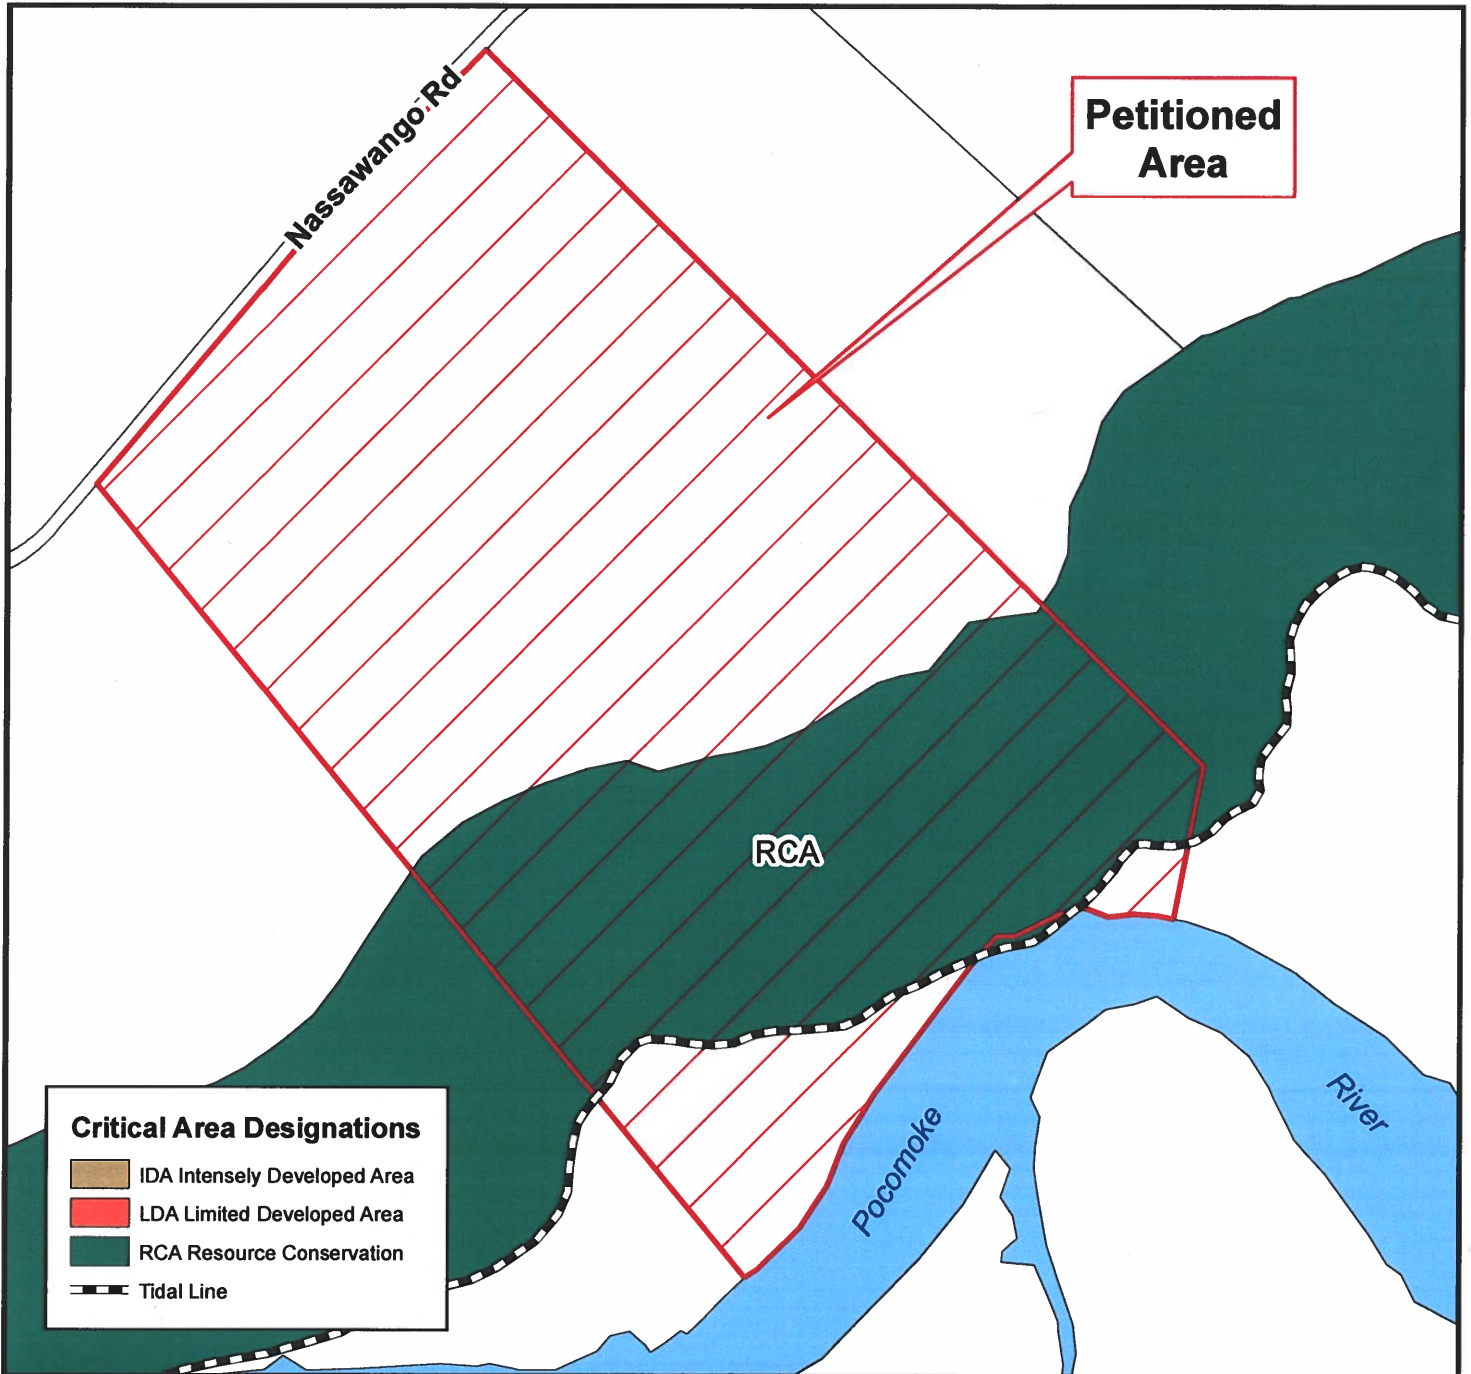 Nassawango Rd
Petitioned
Area
RCA
Pocomoke
River
Critical Area Designations
IDA Intensely Developed Area
LDA Limited Developed Area
RCA Resource Conservation
Tidal Line